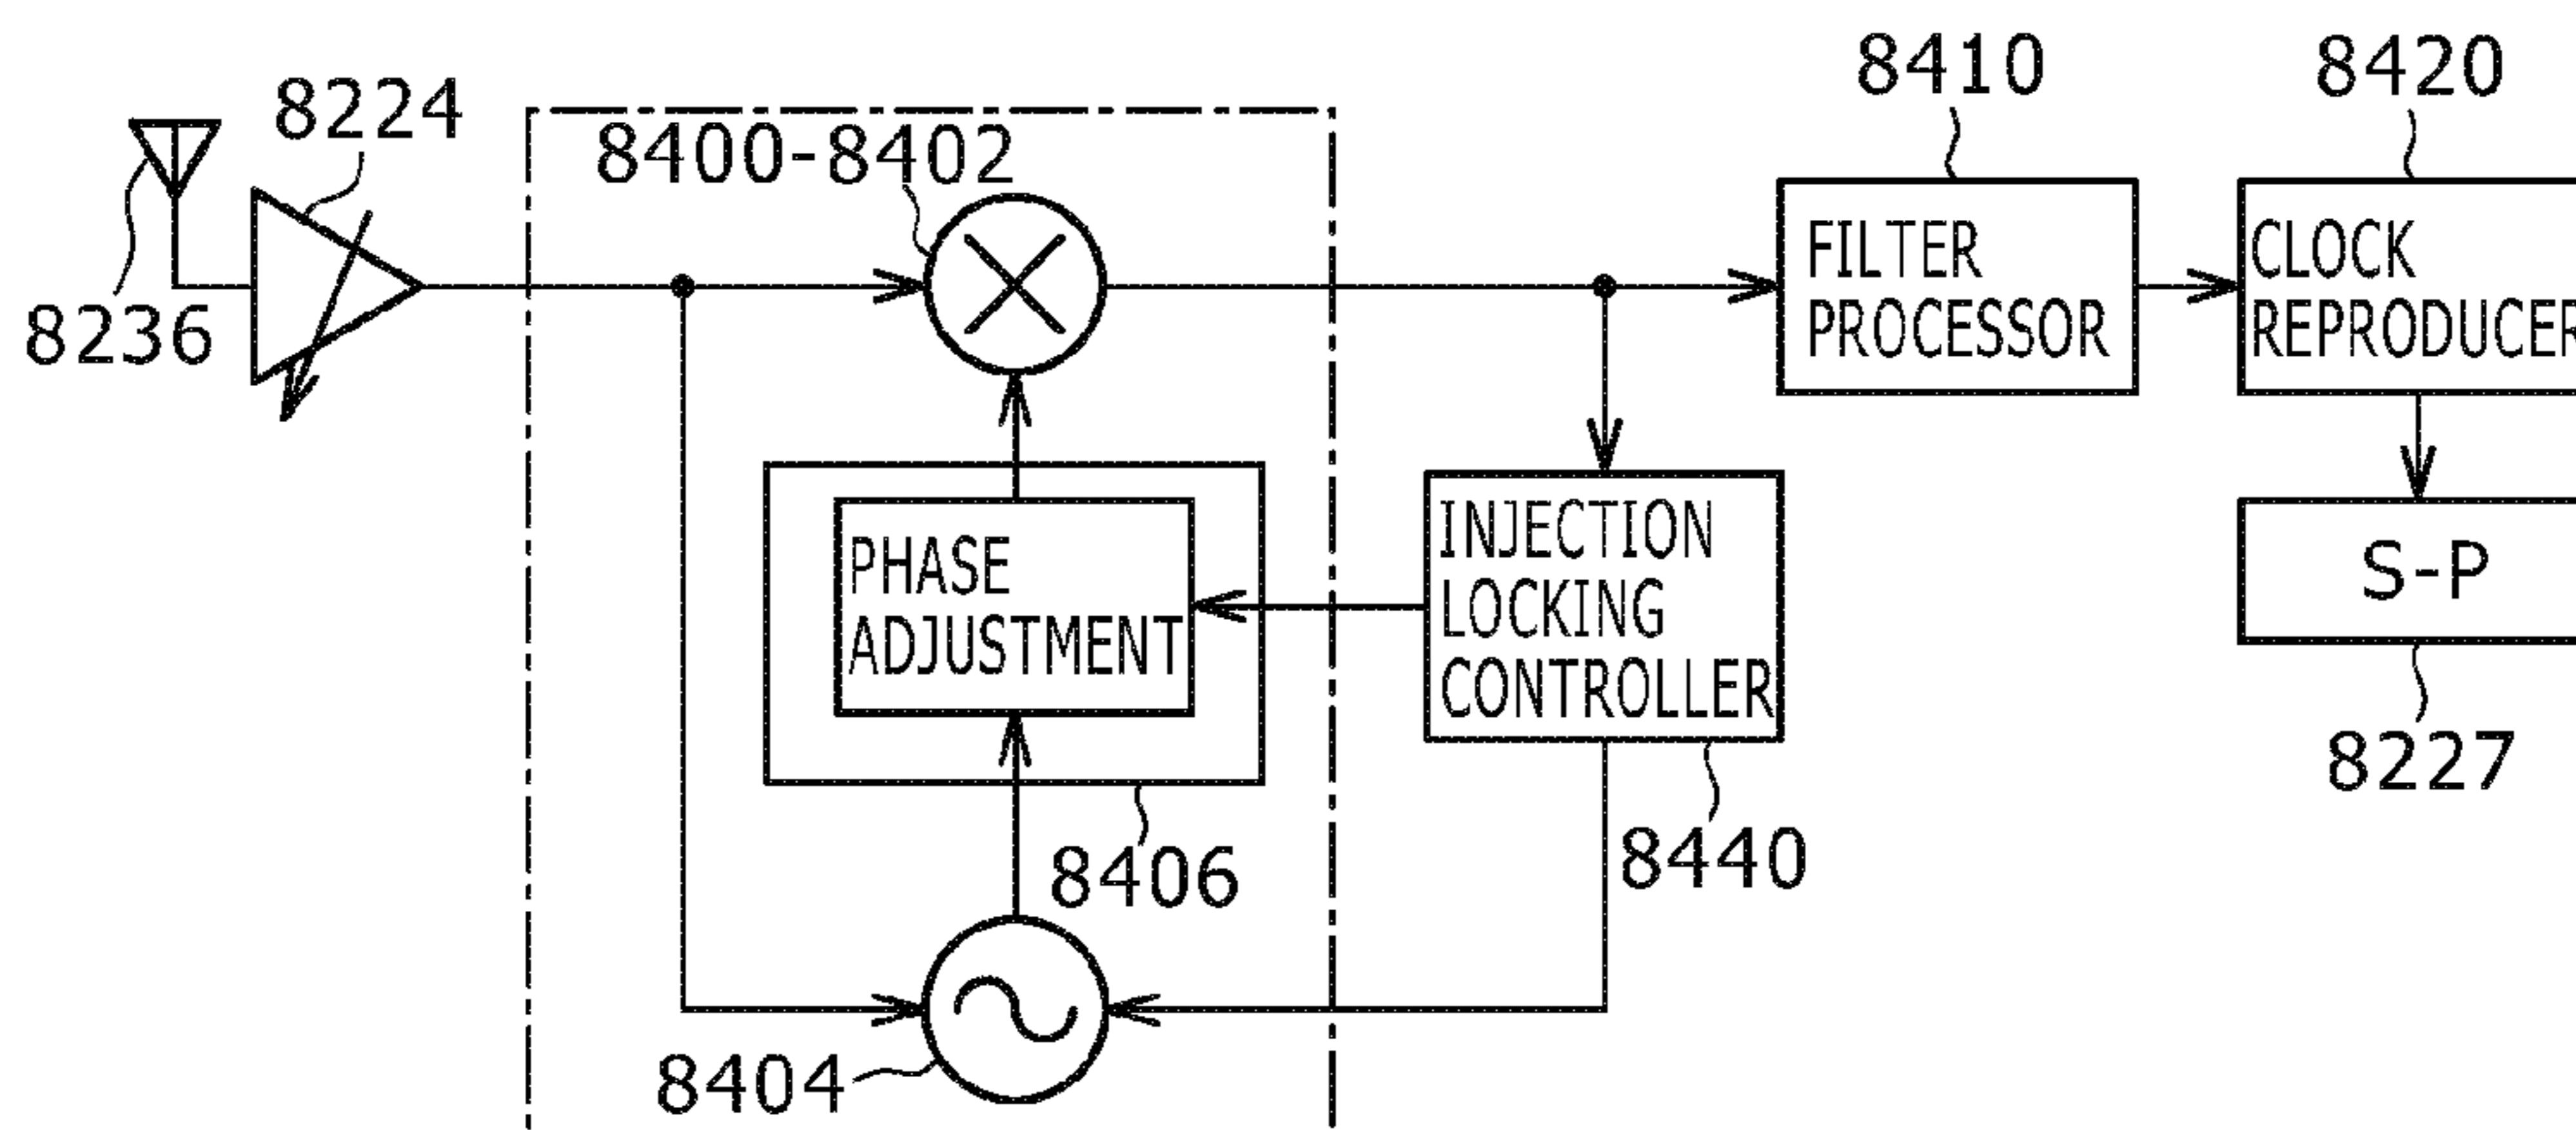 8410
8420
8224
8400-8402
FILTER
PROCESSOR
CLOCK
REPRODUCER
8236
PHASE
ADJUSTMENT
INJECTION
LOCKING
CONTROLLER
S-P
8227
8406
8440
8404